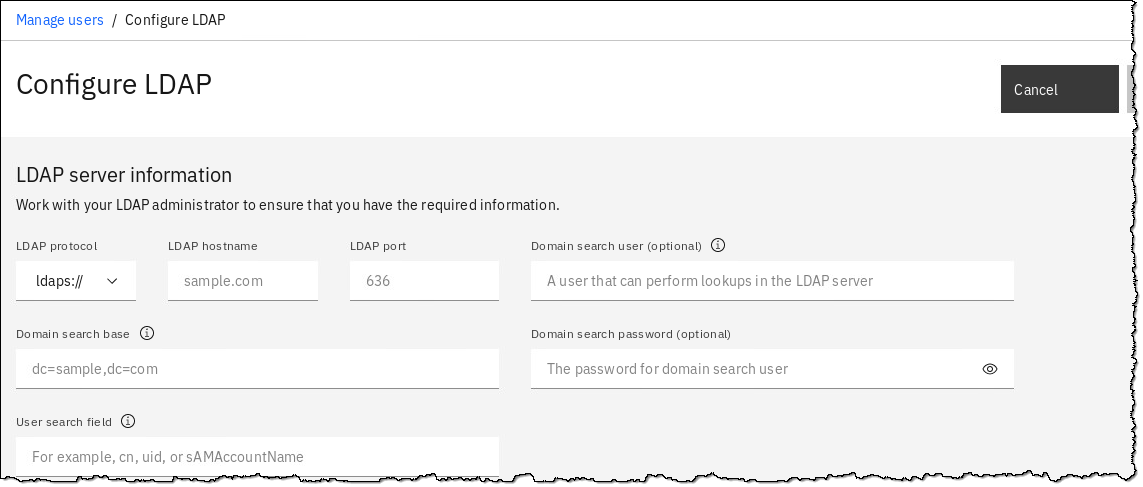 Manage users / Configure LDAP
Configure LDAP
Cancel
LDAP server information
Work with your LDAP administrator to ensure that you have the required information.
LDAP protocol LDAP hostname LDAP port Domain search user (optional)
ldaps:// sample.com 636 A user that can perform lookups in the LDAP server
Domain search base Domain search password (optional)
dc=sample,dc=com The password for domain search user
User search field
For example, cn, uid, or sAMAccountName